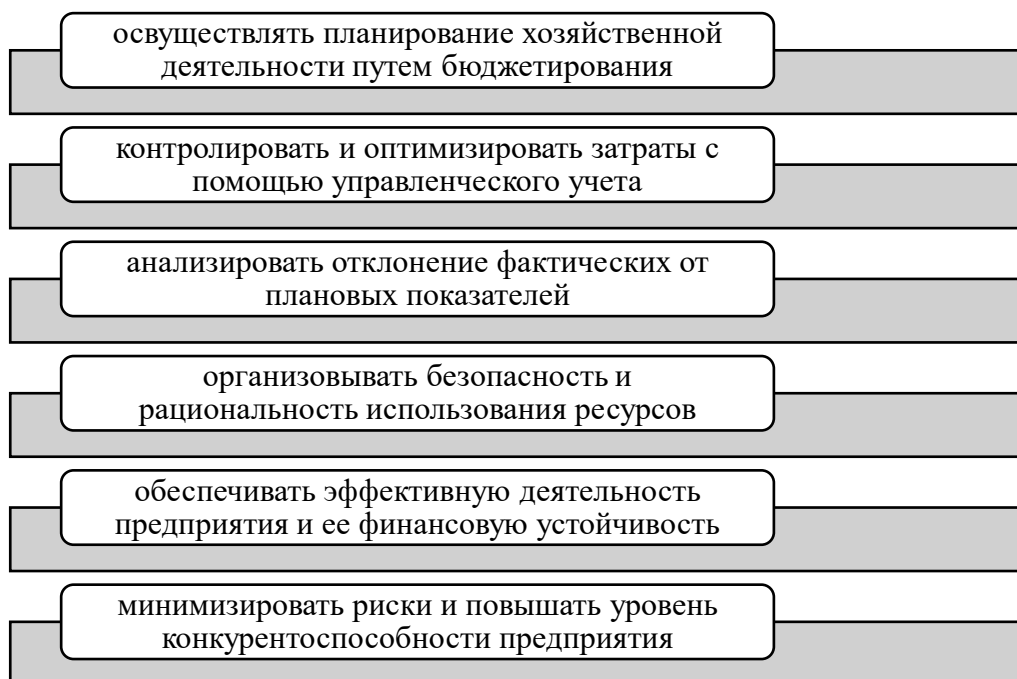 освуществлять планирование хозяйственной
деятельности путем бюджетирования
контролировать и оптимизировать затраты с
помощью управленческого учета
анализировать отклонение фактических от
плановых показателей
организовывать безопасность и
рациональность использования ресурсов
обеспечивать эффективную деятельность
предприятия и ее финансовую устойчивость
минимизировать риски и повышать уровень
конкурентоспособности предприятия